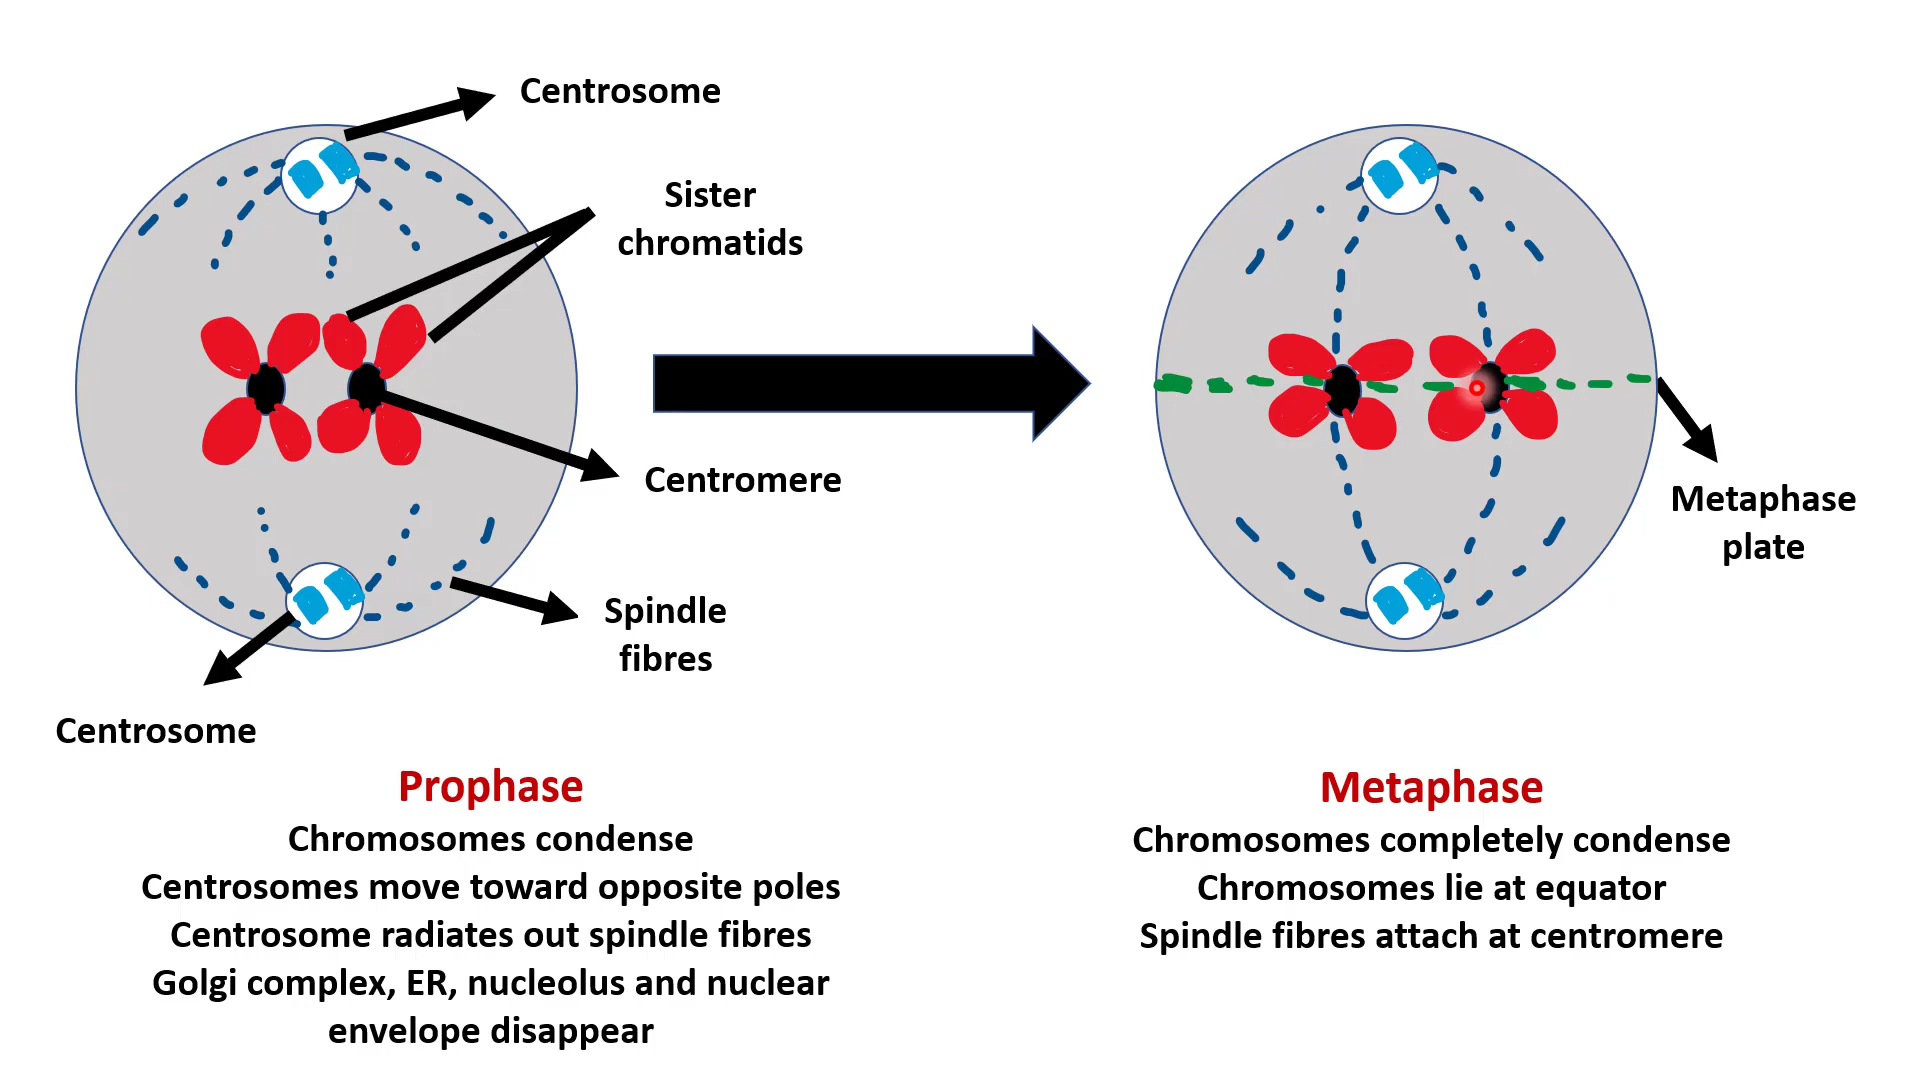 Centrosome
Sister
chromatids
Centromere
Spindle
fibres
Centrosome
Metaphase
plate
Prophase
Chromosomes condense
Centrosomes move toward opposite poles
Centrosome radiates out spindle fibres
Golgi complex, ER, nucleolus and nuclear
envelope disappear
Metaphase
Chromosomes completely condense
Chromosomes lie at equator
Spindle fibres attach at centromere